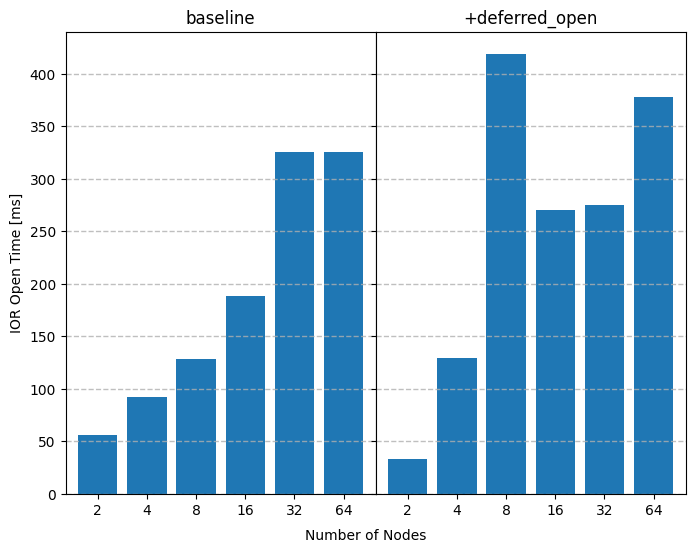 baseline
+deferred_open
IOR Open Time [ms]
400
350
300
250
200
150
100
50
0
2 4 8 16 32 64
2 4 8 16 32 64
Number of Nodes